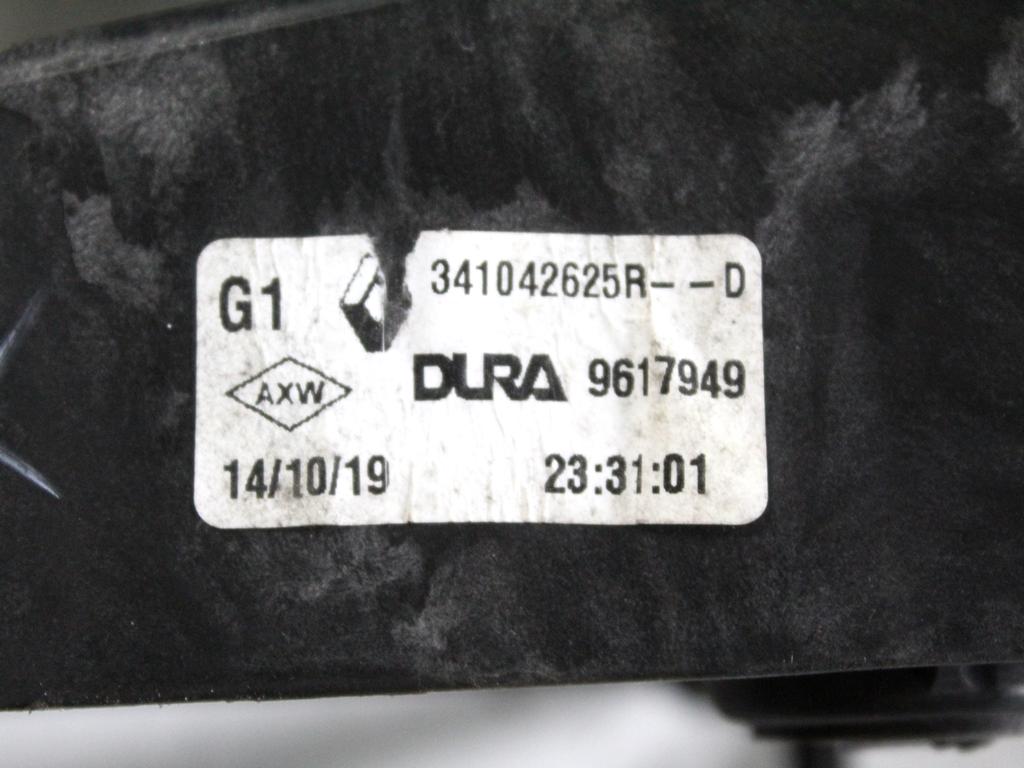 G1 341042625R--D
AXW DURA 9617949
14/10/19 23:31:01